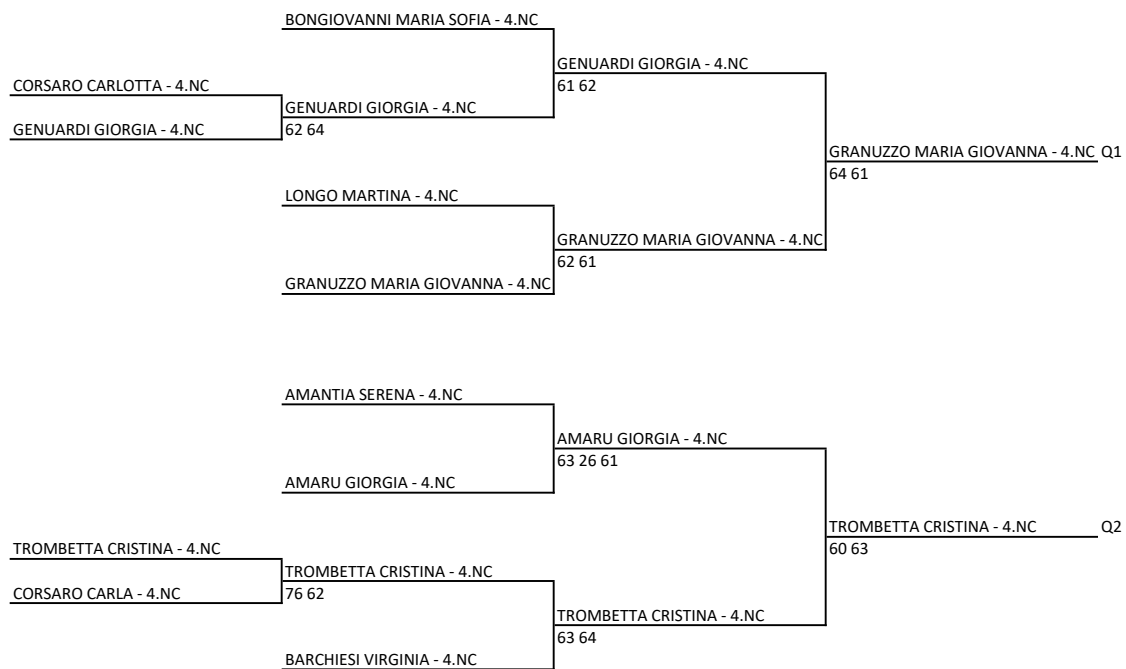 BONGIOVANNI MARIA SOFIA - 4.NC
GENUARDI GIORGIA - 4.NC
CORSARO CARLOTTA - 4.NC
61 62
GENUARDI GIORGIA - 4.NC
GENUARDI GIORGIA - 4.NC
62 64
GRANUZZO MARIA GIOVANNA - 4.NC Q1
64 61
LONGO MARTINA - 4.NC
GRANUZZO MARIA GIOVANNA - 4.NC
62 61
GRANUZZO MARIA GIOVANNA - 4.NC
AMANTIA SERENA - 4.NC
AMARU GIORGIA - 4.NC
63 26 61
AMARU GIORGIA - 4.NC
TROMBETTA CRISTINA - 4.NC Q2
TROMBETTA CRISTINA - 4.NC
60 63
TROMBETTA CRISTINA - 4.NC
CORSARO CARLA - 4.NC
76 62
TROMBETTA CRISTINA - 4.NC
63 64
BARCHIESI VIRGINIA - 4.NC